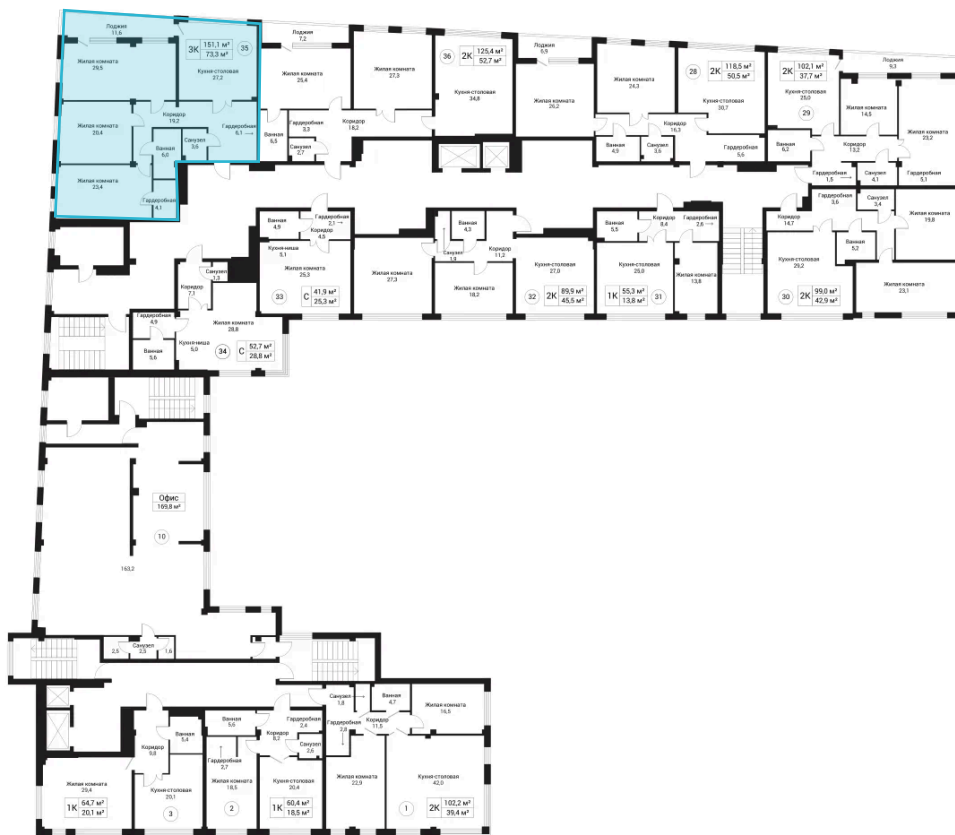 Лоджия
11,6
3К 151,1 м² 35
73,3 м²
Жилая комната
29,5
Кухня-столовая
27,2
Коридор
19,2
Гардеробная
6,1
Жилая комната
20,4
Ванная
6,0
Санузел
3,6
Жилая комната
23,4
Гардеробная
4,1
Лоджия
7,2
Жилая комната
25,4
Жилая комната
27,3
Гардеробная
3,3
Коридор
18,2
Ванная
6,5
Санузел
2,7
36 2К 125,4 м²
52,7 м²
Кухня-столовая
34,8
Лоджия
6,9
Жилая комната
26,2
Жилая комната
24,3
28
2К 118,5 м²
50,5 м²
Кухня-столовая
30,7
Коридор
16,3
Ванная
4,9
Санузел
3,6
Гардеробная
5,6
2К 102,1 м²
37,7 м²
Кухня-столовая
25,0
29
Лоджия
9,3
Жилая комната
14,5
Жилая комната
23,2
Ванная
6,2
Коридор
13,2
Гардеробная
1,5
Санузел
4,1
Гардеробная
5,1
Ванная
4,9
Гардеробная
2,1
Коридор
4,5
Кухня-ниша
5,1
Жилая комната
25,3
33 С 41,9 м²
25,3 м²
Жилая комната
27,3
Ванная
4,3
Санузел
1,8
Коридор
11,2
Жилая комната
18,2
Кухня-столовая
27,0
32 2К 89,9 м²
45,5 м²
Ванная
5,5
Коридор
8,4
Гардеробная
2,6
Кухня-столовая
25,0
Жилая комната
13,8
1К 55,3 м² 31
13,8 м²
Коридор
14,7
Гардеробная
3,6
Санузел
3,4
Жилая комната
19,8
Ванная
5,2
Кухня-столовая
29,2
30 2К 99,0 м²
42,9 м²
Жилая комната
23,1
Санузел
1,3
Коридор
7,1
Гардеробная
4,9
Жилая комната
28,8
Ванная
5,6
Кухня-ниша
5,0
34 С 52,7 м²
28,8 м²
Офис
169,8 м²
10
163,2
2,5
Санузел
2,5
1,6
Санузел
1,8
Ванная
4,7
Жилая комната
16,5
Гардеробная
2,8
Коридор
11,5
Ванная
5,6
Гардеробная
2,4
Коридор
8,2
Санузел
2,6
Ванная
5,4
Коридор
9,8
Гардеробная
2,7
Жилая комната
20,4
1К 64,7 м²
20,1 м²
Кухня-столовая
20,1
3
Жилая комната
18,5
2
Кухня-столовая
20,4
1К 60,4 м²
18,5 м²
Жилая комната
22,9
Кухня-столовая
42,0
1 2К 102,2 м²
39,4 м²